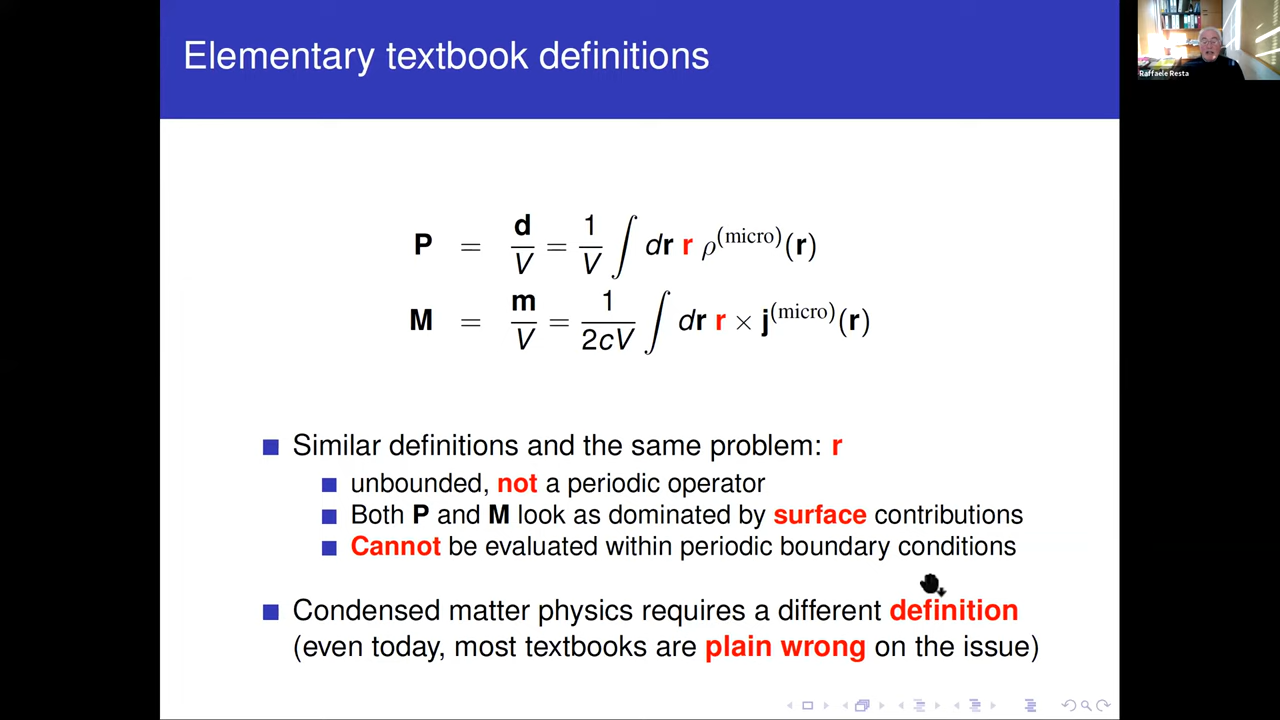 Elementary textbook definitions
Raffaele Resta
P = d/V = 1/V ∫ dr r ρ^(micro)(r)
M = m/V = 1/2cV ∫ dr r × j^(micro)(r)
Similar definitions and the same problem: r
unbounded, not a periodic operator
Both P and M look as dominated by surface contributions
Cannot be evaluated within periodic boundary conditions
Condensed matter physics requires a different definition
(even today, most textbooks are plain wrong on the issue)